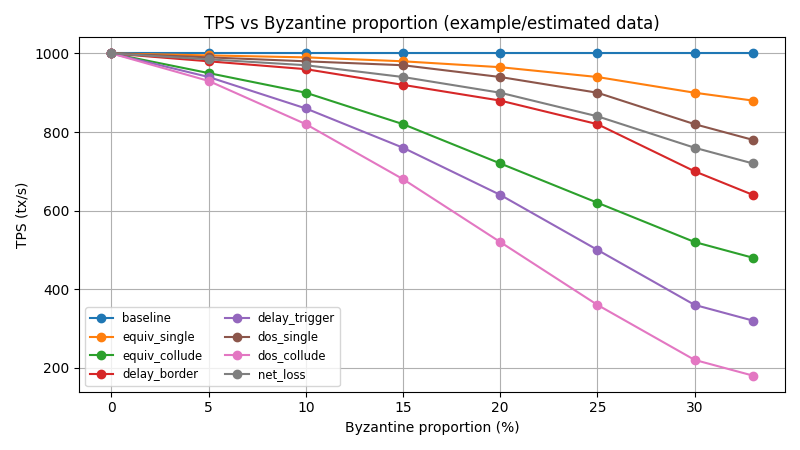 TPS vs Byzantine proportion (example/estimated data)
1000
800
600
400
200
TPS (tx/s)
baseline
equiv_single
equiv_collude
delay_border
delay_trigger
dos_single
dos_collude
net_loss
0 5 10 15 20 25 30
Byzantine proportion (%)